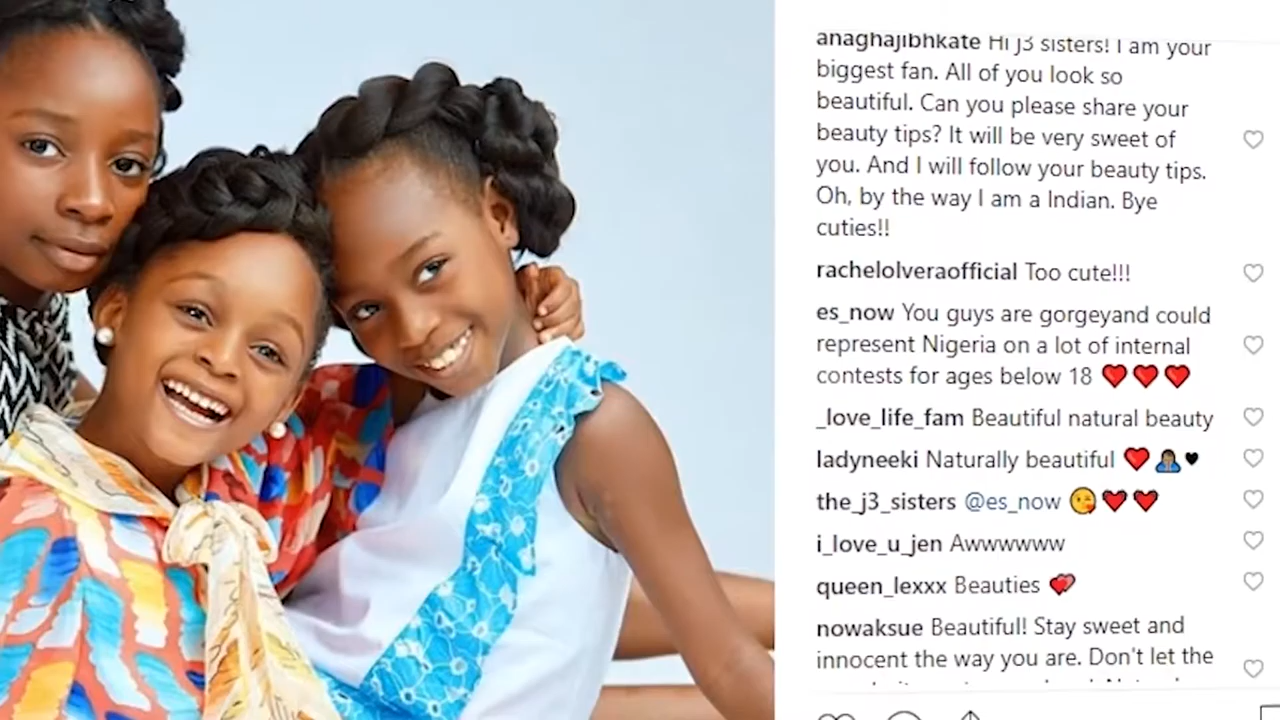 anaghajibhkate Hi j3 sisters! I am your
biggest fan. All of you look so
beautiful. Can you please share your
beauty tips? It will be very sweet of
you. And I will follow your beauty tips.
Oh, by the way I am a Indian. Bye
cuties!!
rachelolveraofficial Too cute!!!
es_now You guys are gorgeyand could
represent Nigeria on a lot of internal
contests for ages below 18 ❤️❤️❤️
_love_life_fam Beautiful natural beauty
ladyneeki Naturally beautiful ❤️🤷🏽‍♀️🖤
the_j3_sisters @es_now 😘❤️❤️
i_love_u_jen Awwwwww
queen_lexxx Beauties 💕
nowaksue Beautiful! Stay sweet and
innocent the way you are. Don't let the